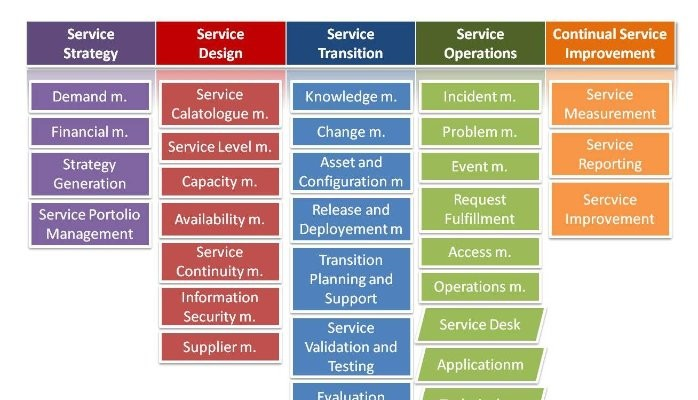 Service
Strategy
Demand m.
Financial m.
Strategy
Generation
Service Portolio
Management
Service
Design
Service
Calatologue m.
Service Level m.
Capacity m.
Availability m.
Service
Continuity m.
Information
Security m.
Supplier m.
Service
Transition
Knowledge m.
Change m.
Asset and
Configuration m
Release and
Deployement m
Transition
Planning and
Support
Service
Validation and
Testing
Evaluation
Service
Operations
Incident m.
Problem m.
Event m.
Request
Fulfillment
Access m.
Operations m.
Service Desk
Applicationm
Continual Service
Improvement
Service
Measurement
Service
Reporting
Sercvice
Improvement